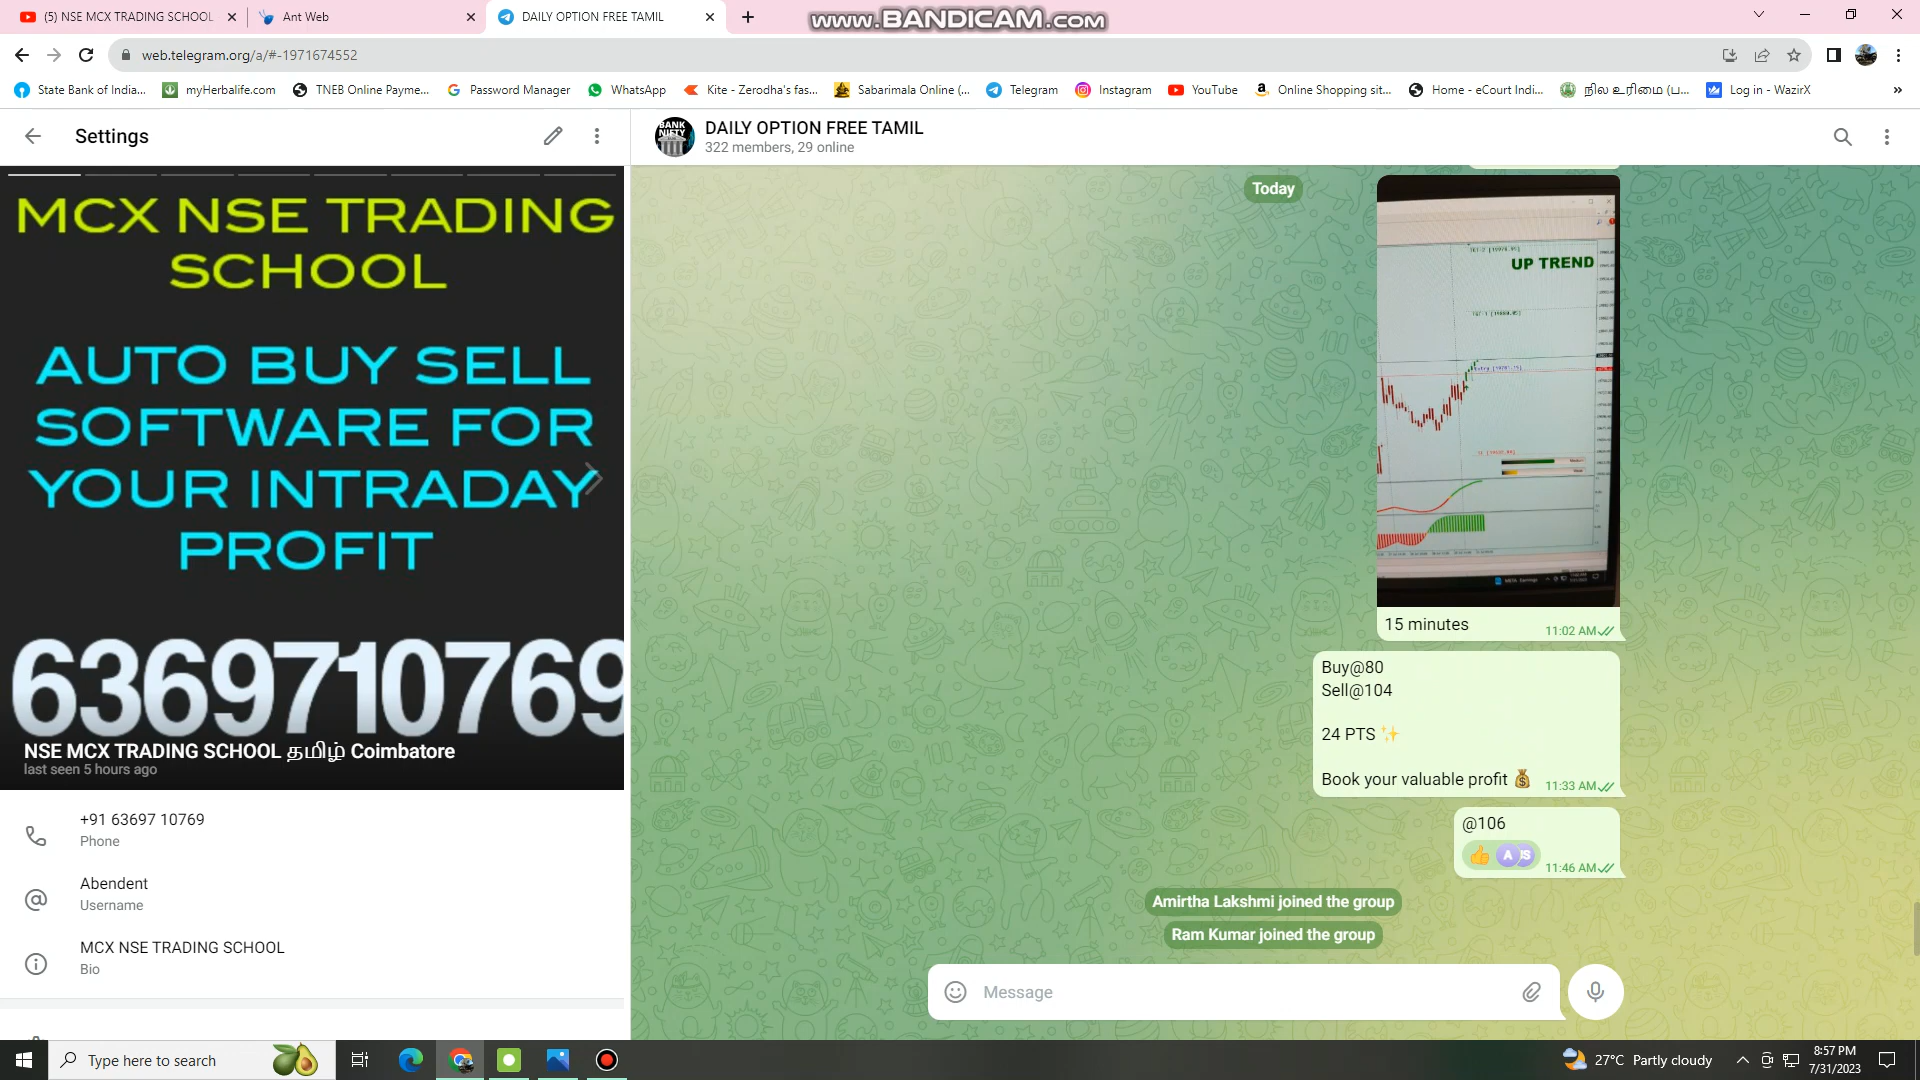 (5) NSE MCX TRADING SCHOOL
Ant Web
DAILY OPTION FREE TAMIL
www.BANDICAM.com
web.telegram.org/a/#-1971674552
State Bank of India...
myHerbalife.com
TNEB Online Payme...
Password Manager
WhatsApp
Kite - Zerodha's fas...
Sabarimala Online (...
Telegram
Instagram
YouTube
Online Shopping sit...
Home - eCourt Indi...
நில உரிமை (ப...
Log in - WazirX
Settings
BANK NIFTY
DAILY OPTION FREE TAMIL
322 members, 29 online
MCX NSE TRADING
SCHOOL
AUTO BUY SELL
SOFTWARE FOR
YOUR INTRADAY
PROFIT
6369710769
NSE MCX TRADING SCHOOL தமிழ் Coimbatore
last seen 5 hours ago
+91 63697 10769
Phone
Abendent
Username
MCX NSE TRADING SCHOOL
Bio
Today
UP TREND
15 minutes
11:02 AM
Buy@80
Sell@104
24 PTS ✨
Book your valuable profit 💰
11:33 AM
@106
👍 A JS
11:46 AM
Amirtha Lakshmi joined the group
Ram Kumar joined the group
Message
Type here to search
27°C Partly cloudy
8:57 PM
7/31/2023